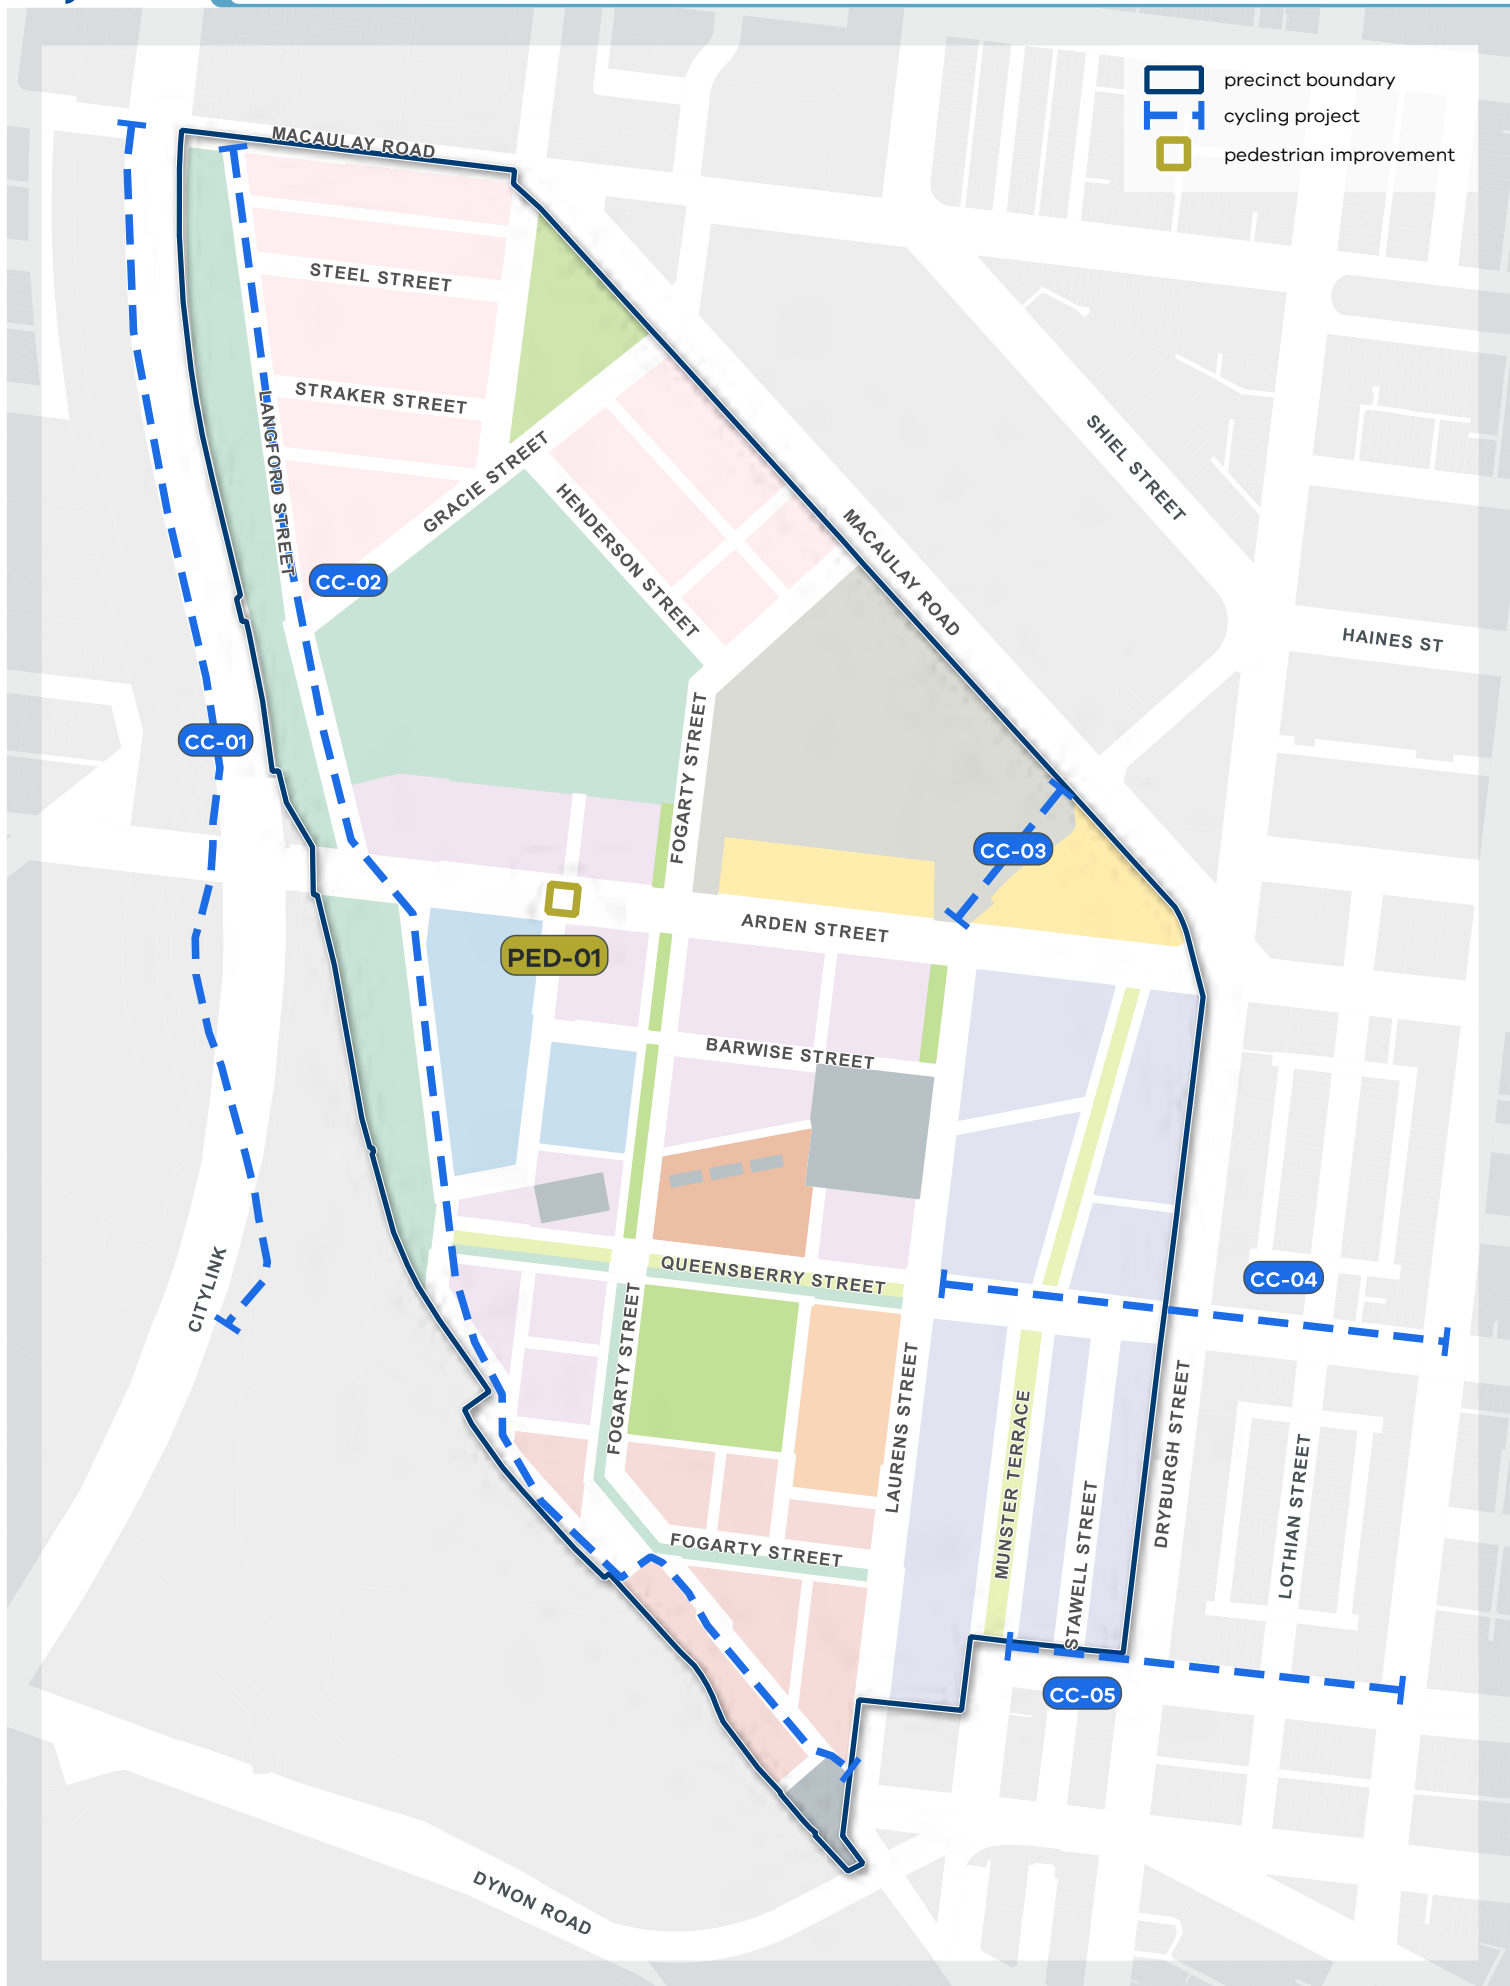 precinct boundary
cycling project
pedestrian improvement
MACAULAY ROAD
STEEL STREET
STRAKER STREET
LANGFORD STREET
GRACIE STREET
HENDERSON STREET
SHIEL STREET
MACAULAY ROAD
CC-02
HAINES ST
CC-01
FOGARTY STREET
CC-03
ARDEN STREET
PED-01
BARWISE STREET
QUEENSBERRY STREET
CC-04
CITYLINK
FOGARTY STREET
LAURENS STREET
MUNSTER TERRACE
STAWELL STREET
DRYBURGH STREET
LOTHIAN STREET
FOGARTY STREET
CC-05
DYNON ROAD